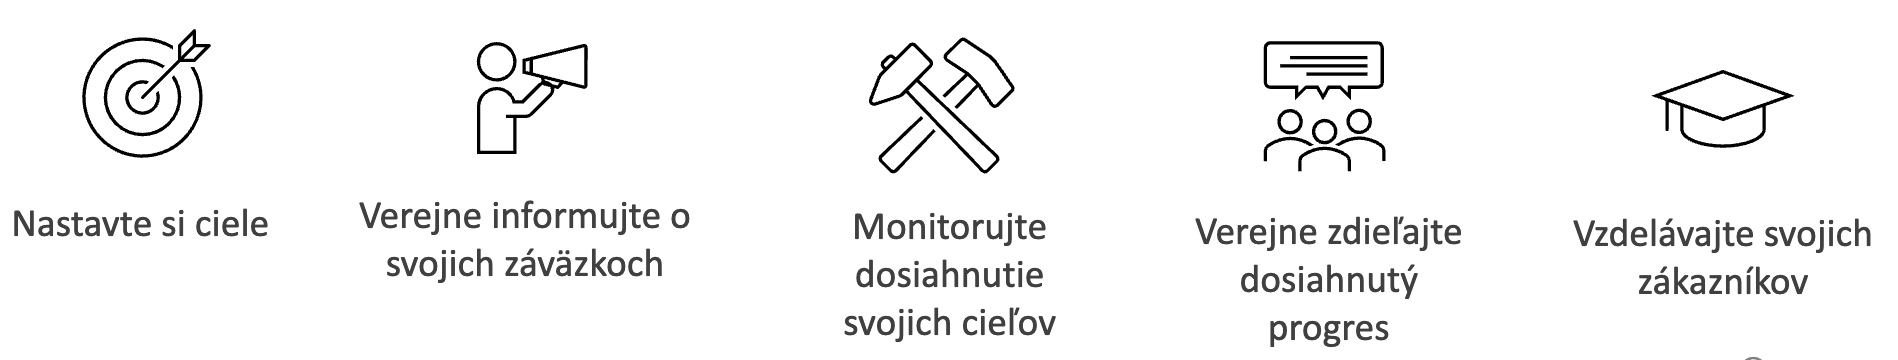 Nastavte si ciele
Verejne informujte o
svojich záväzkoch
Monitorujte
dosiahnutie
svojich cieľov
Verejne zdieľajte
dosiahnutý
progres
Vzdelávajte svojich
zákazníkov